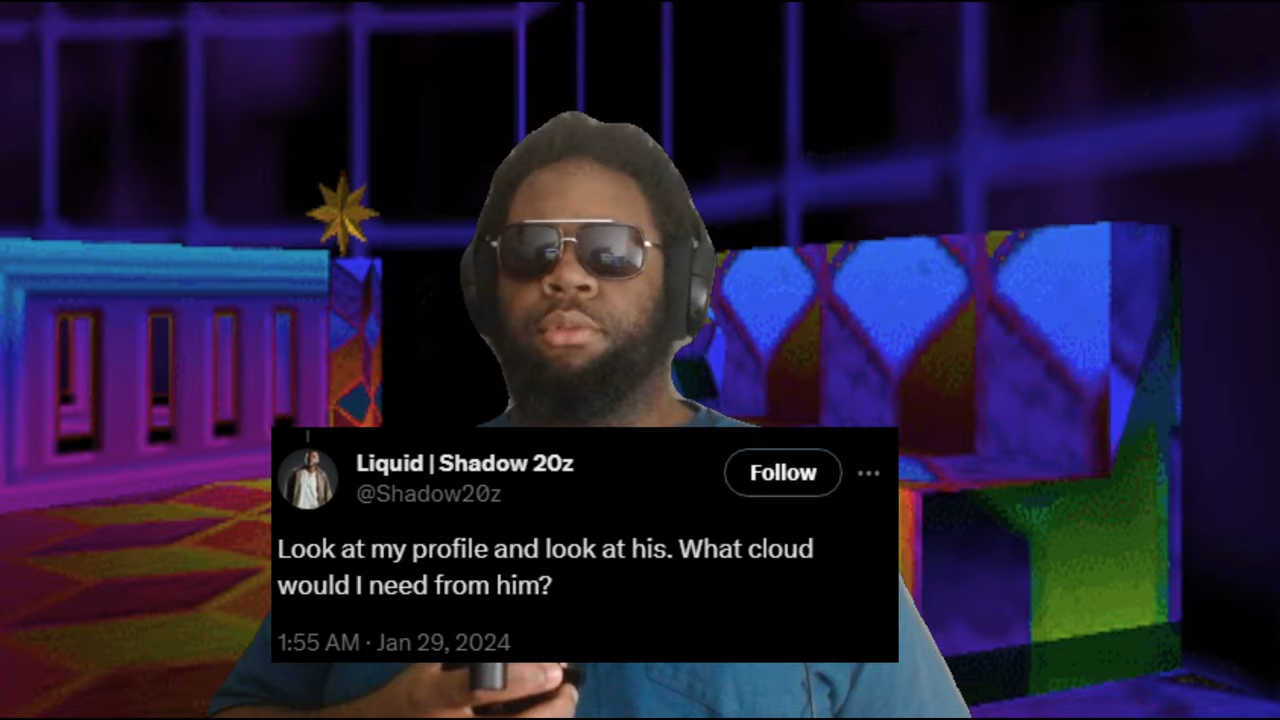 Liquid | Shadow 20z
Follow
@Shadow20z
Look at my profile and look at his. What cloud
would I need from him?
1:55 AM · Jan 29, 2024